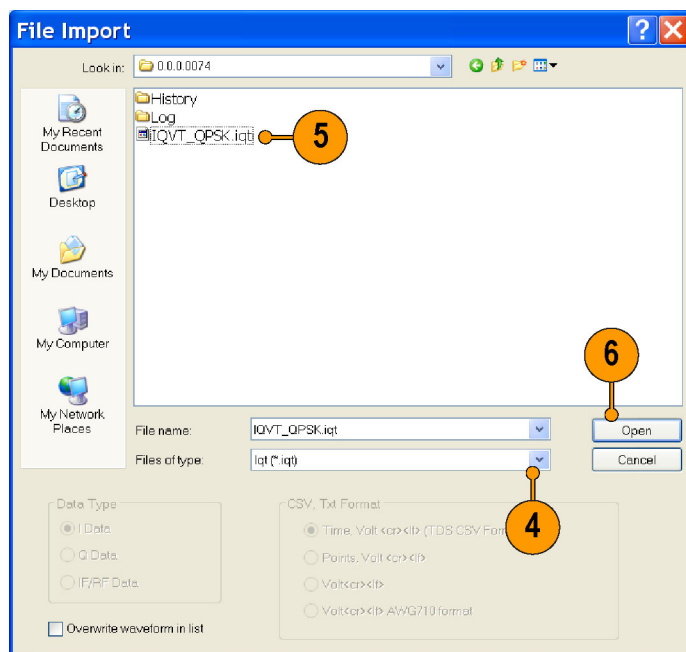 File Import
Look in: 0.0.0.0074
History
Log
IQVT_QPSK.iqt
5
My Recent Documents
Desktop
My Documents
My Computer
My Network Places
6
File name: IQVT_QPSK.iqt Open
Files of type: Iqt (*.iqt) Cancel
4
Data Type
I Data
Q Data
IF/RF Data
CSV, Txt Format
Time, Volt <cr><lf> (TDS CSV For
Points, Volt <cr><lf>
Volt<cr><lf>
Volt<cr><lf> AWG710 format
Overwrite waveform in list